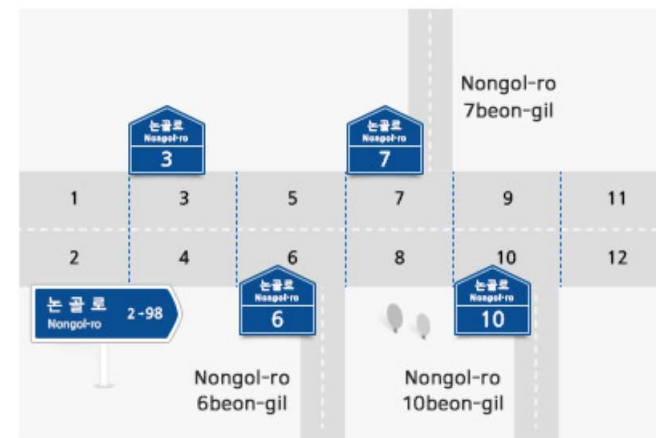 Nongol-ro
7beon-gil
논골로
Nongol-ro
3
논골로
Nongol-ro
7
1 3 5 7 9 11
2 4 6 8 10 12
논골로 2-98
Nongol-ro
논골로
Nongol-ro
6
논골로
Nongol-ro
10
Nongol-ro
6beon-gil
Nongol-ro
10beon-gil